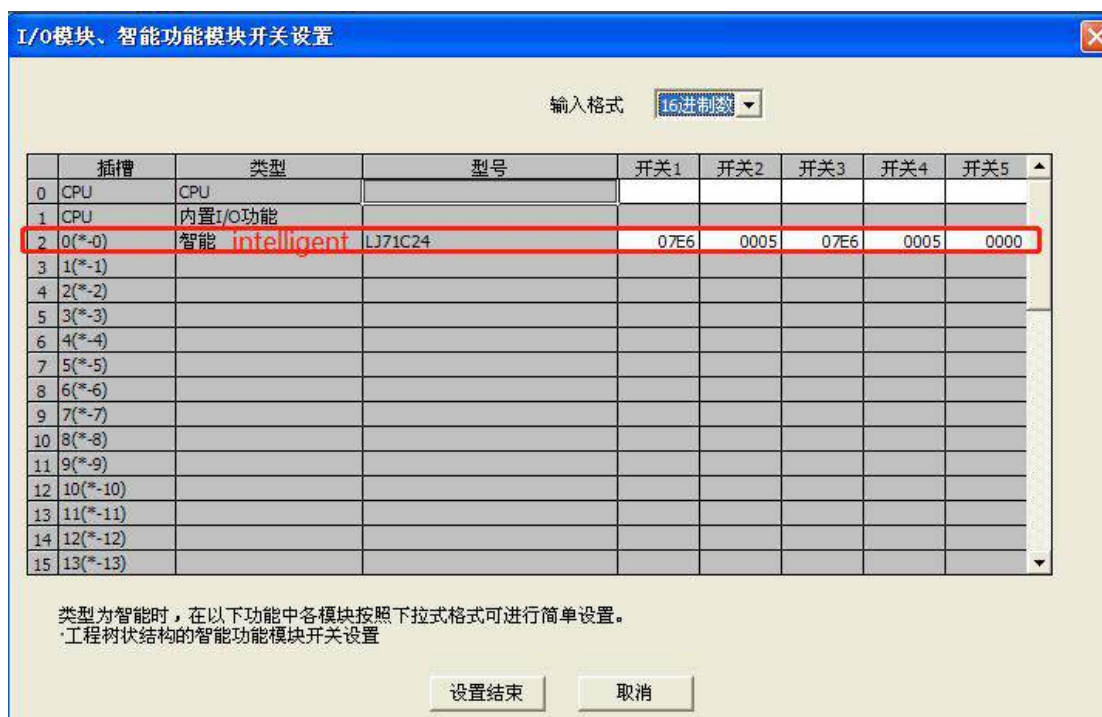 I/O模块、智能功能模块开关设置
输入格式 16进制数
插槽 类型 型号 开关1 开关2 开关3 开关4 开关5
0 CPU CPU
1 CPU 内置I/O功能
2 0(*-0) 智能 intelligent LJ71C24 07E6 0005 07E6 0005 0000
3 1(*-1)
4 2(*-2)
5 3(*-3)
6 4(*-4)
7 5(*-5)
8 6(*-6)
9 7(*-7)
10 8(*-8)
11 9(*-9)
12 10(*-10)
13 11(*-11)
14 12(*-12)
15 13(*-13)
类型为智能时，在以下功能中各模块按照下拉式格式可进行简单设置。
·工程树状结构的智能功能模块开关设置
设置结束 取消